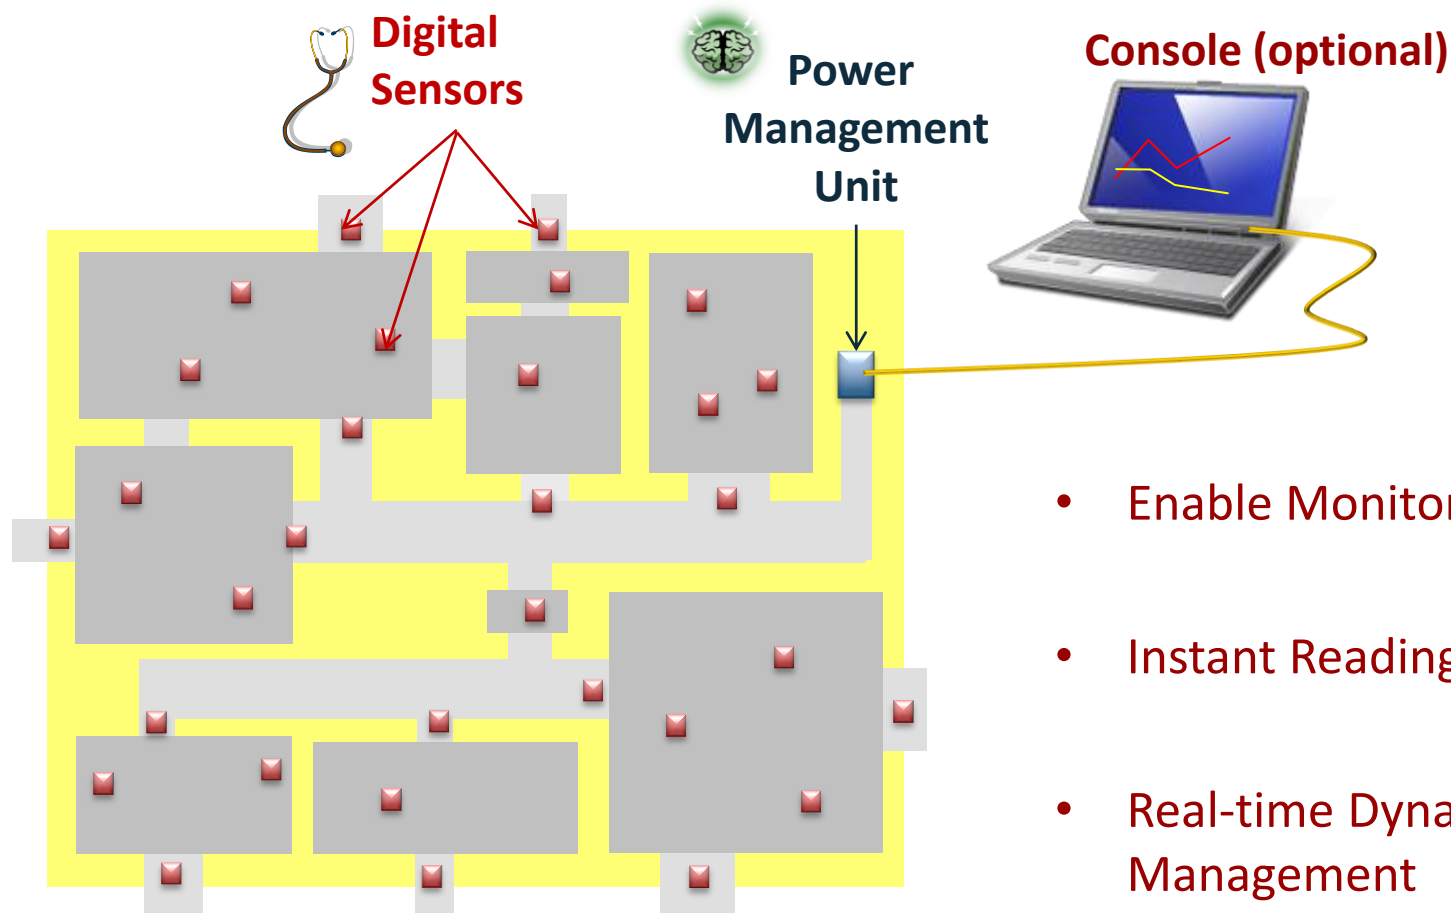 Digital
Sensors
Power
Management
Unit
Console (optional)
• Enable Monitor
• Instant Reading
• Real-time Dyna
Management